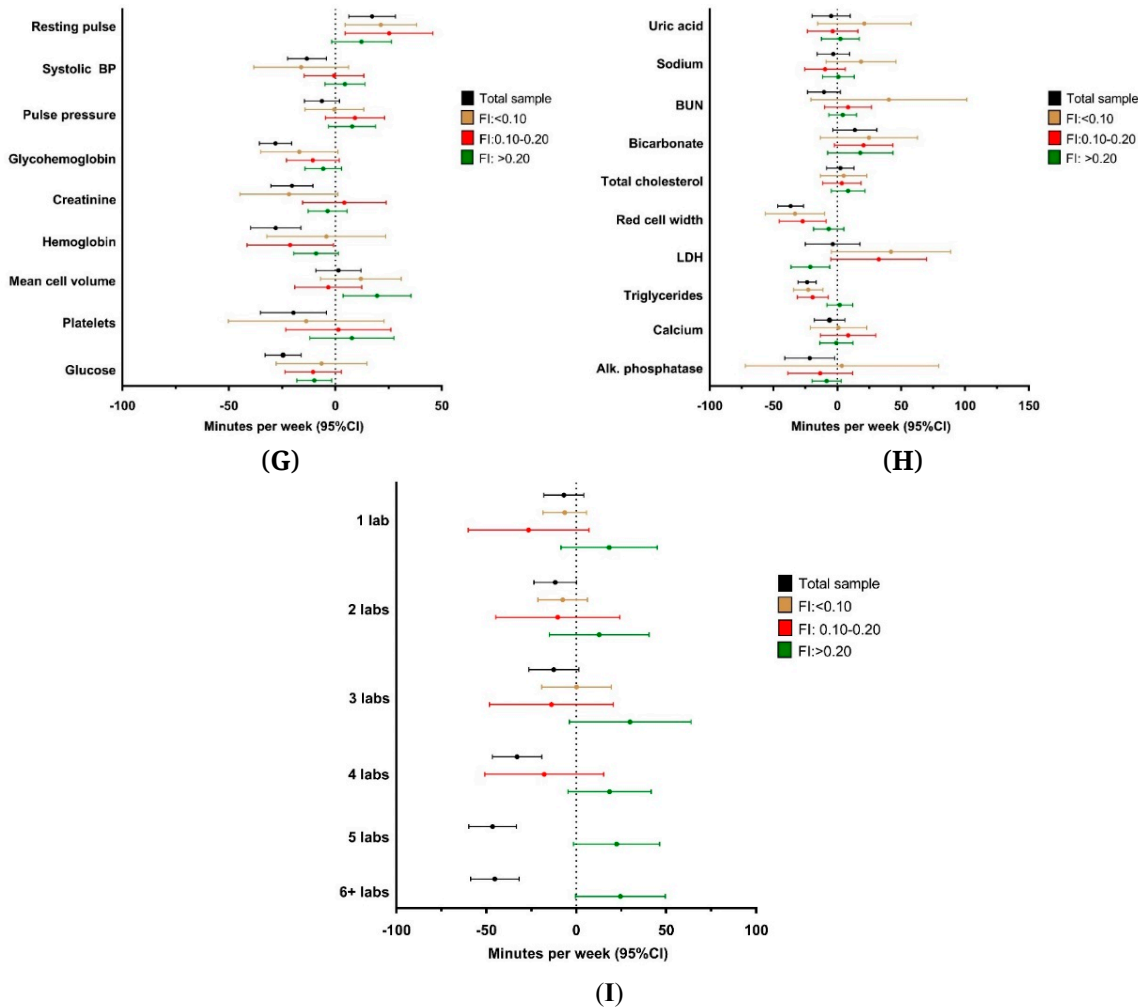 Resting pulse
Systolic BP
Pulse pressure
Glycohemoglobin
Creatinine
Hemoglobin
Mean cell volume
Platelets
Glucose
Total sample
FI:<0.10
FI:0.10-0.20
FI: >0.20
-100
-50
0
50
Minutes per week (95%CI)
(G)
Uric acid
Sodium
BUN
Bicarbonate
Total cholesterol
Red cell width
LDH
Triglycerides
Calcium
Alk. phosphatase
Total sample
FI:<0.10
FI:0.10-0.20
FI: >0.20
-100
-50
0
50
100
150
Minutes per week (95%CI)
(H)
1 lab
2 labs
3 labs
4 labs
5 labs
6+ labs
Total sample
FI:<0.10
FI: 0.10-0.20
FI:>0.20
-100
-50
0
50
100
Minutes per week (95%CI)
(I)